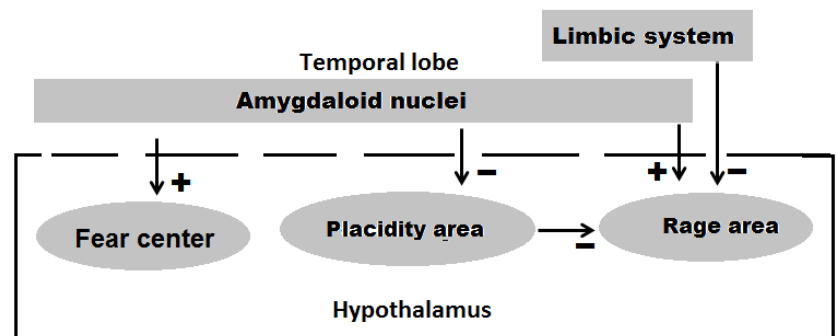 Limbic system
Temporal lobe
Amygdaloid nuclei
+
−
+
−
Fear center
Placidity area
−
Rage area
Hypothalamus